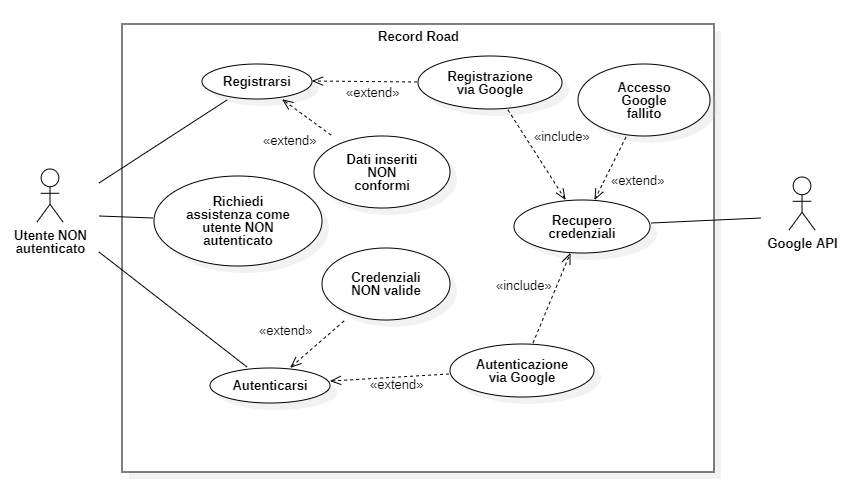 Record Road
Registrarsi
«extend»
Registrazione
via Google
Accesso
Google
fallito
«extend»
Dati inseriti
NON
conformi
«include»
«extend»
Utente NON
autenticato
Richiedi
assistenza come
utente NON
autenticato
Recupero
credenziali
Google API
Credenziali
NON valide
«include»
«extend»
Autenticarsi
«extend»
Autenticazione
via Google